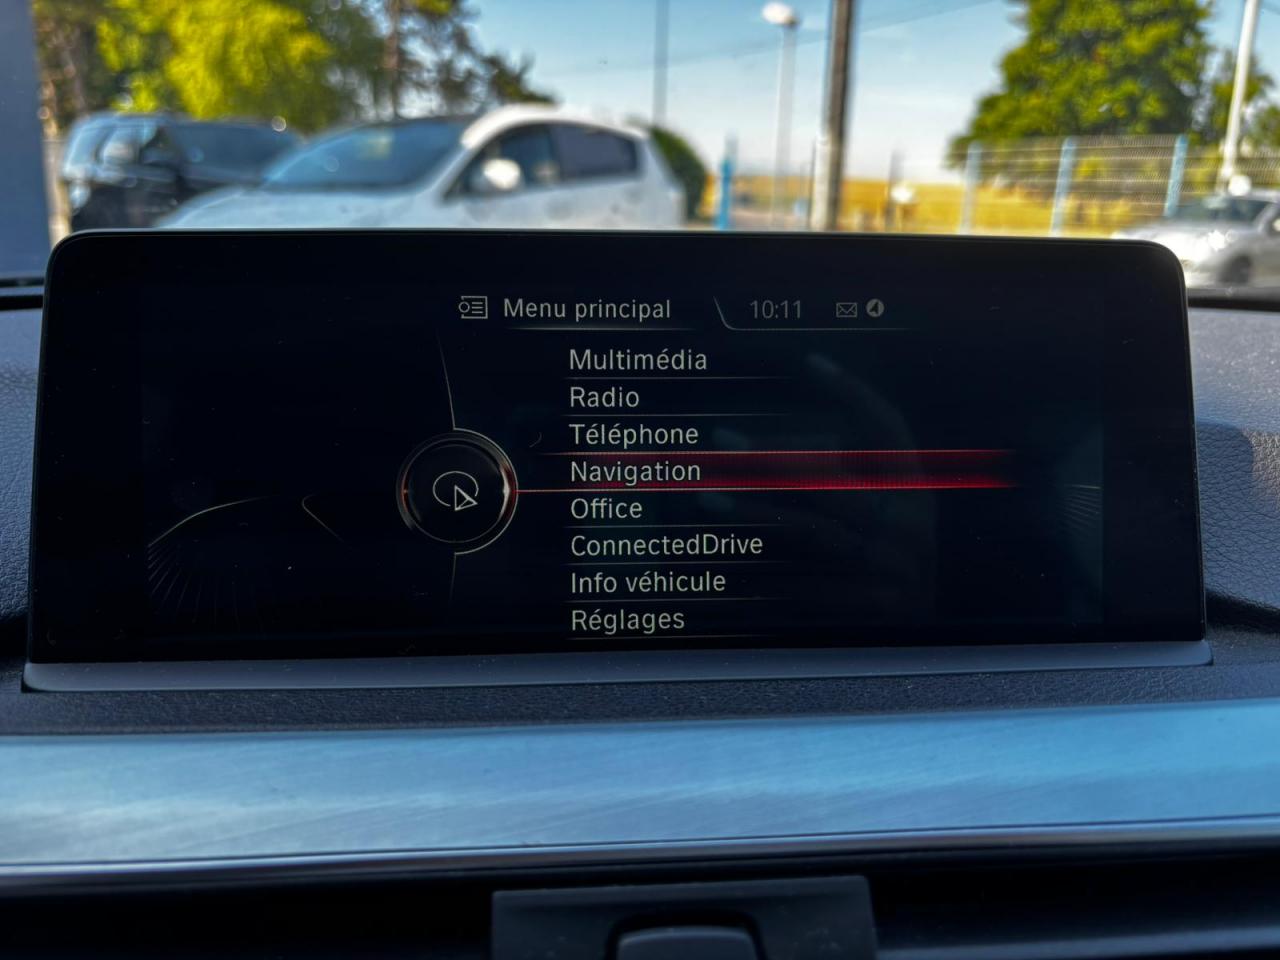 Menu principal 10:11
Multimédia
Radio
Téléphone
Navigation
Office
ConnectedDrive
Info véhicule
Réglages